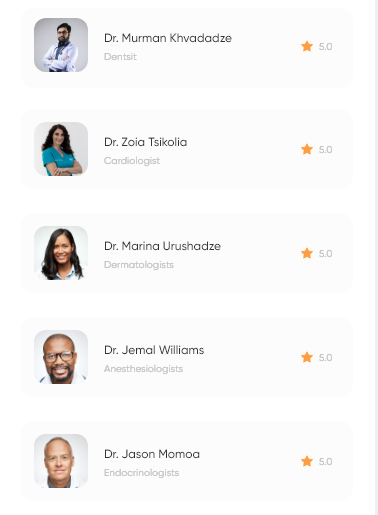 Dr. Murman Khvadadze
5.0
Dentsit
Dr. Zoia Tsikolia
5.0
Cardiologist
Dr. Marina Urushadze
5.0
Dermatologists
Dr. Jemal Williams
5.0
Anesthesiologists
Dr. Jason Momoa
5.0
Endocrinologists